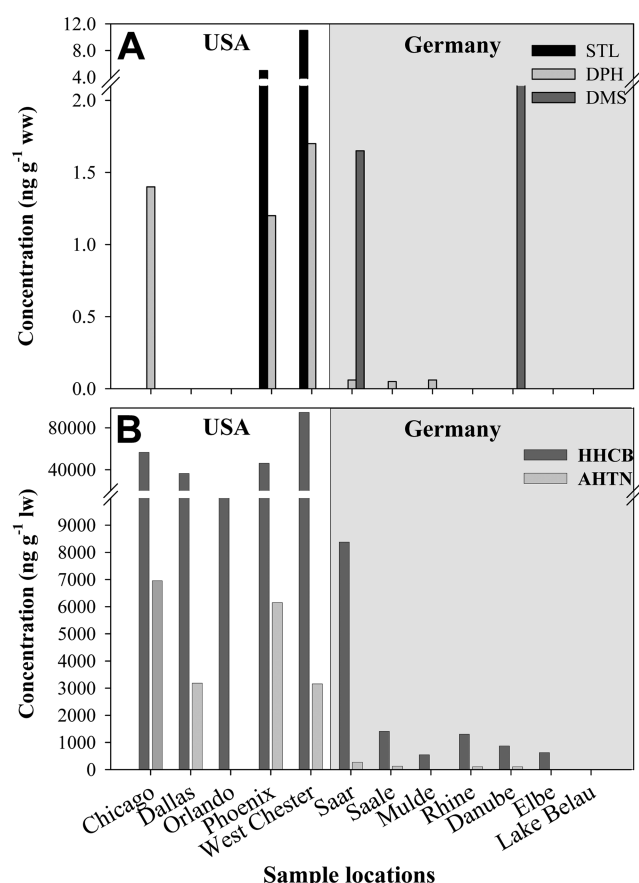 A
USA
Germany
STL
DPH
DMS
12.0
8.0
4.0
2.0
1.5
1.0
0.5
0.0
Concentration (ng g-1 ww)
B
USA
Germany
HHCB
AHTN
80000
40000
9000
8000
7000
6000
5000
4000
3000
2000
1000
0
Concentration (ng g-1 lw)
Chicago
Dallas
Orlando
Phoenix
West Chester
Saar
Saale
Mulde
Rhine
Danube
Elbe
Lake Belau
Sample locations